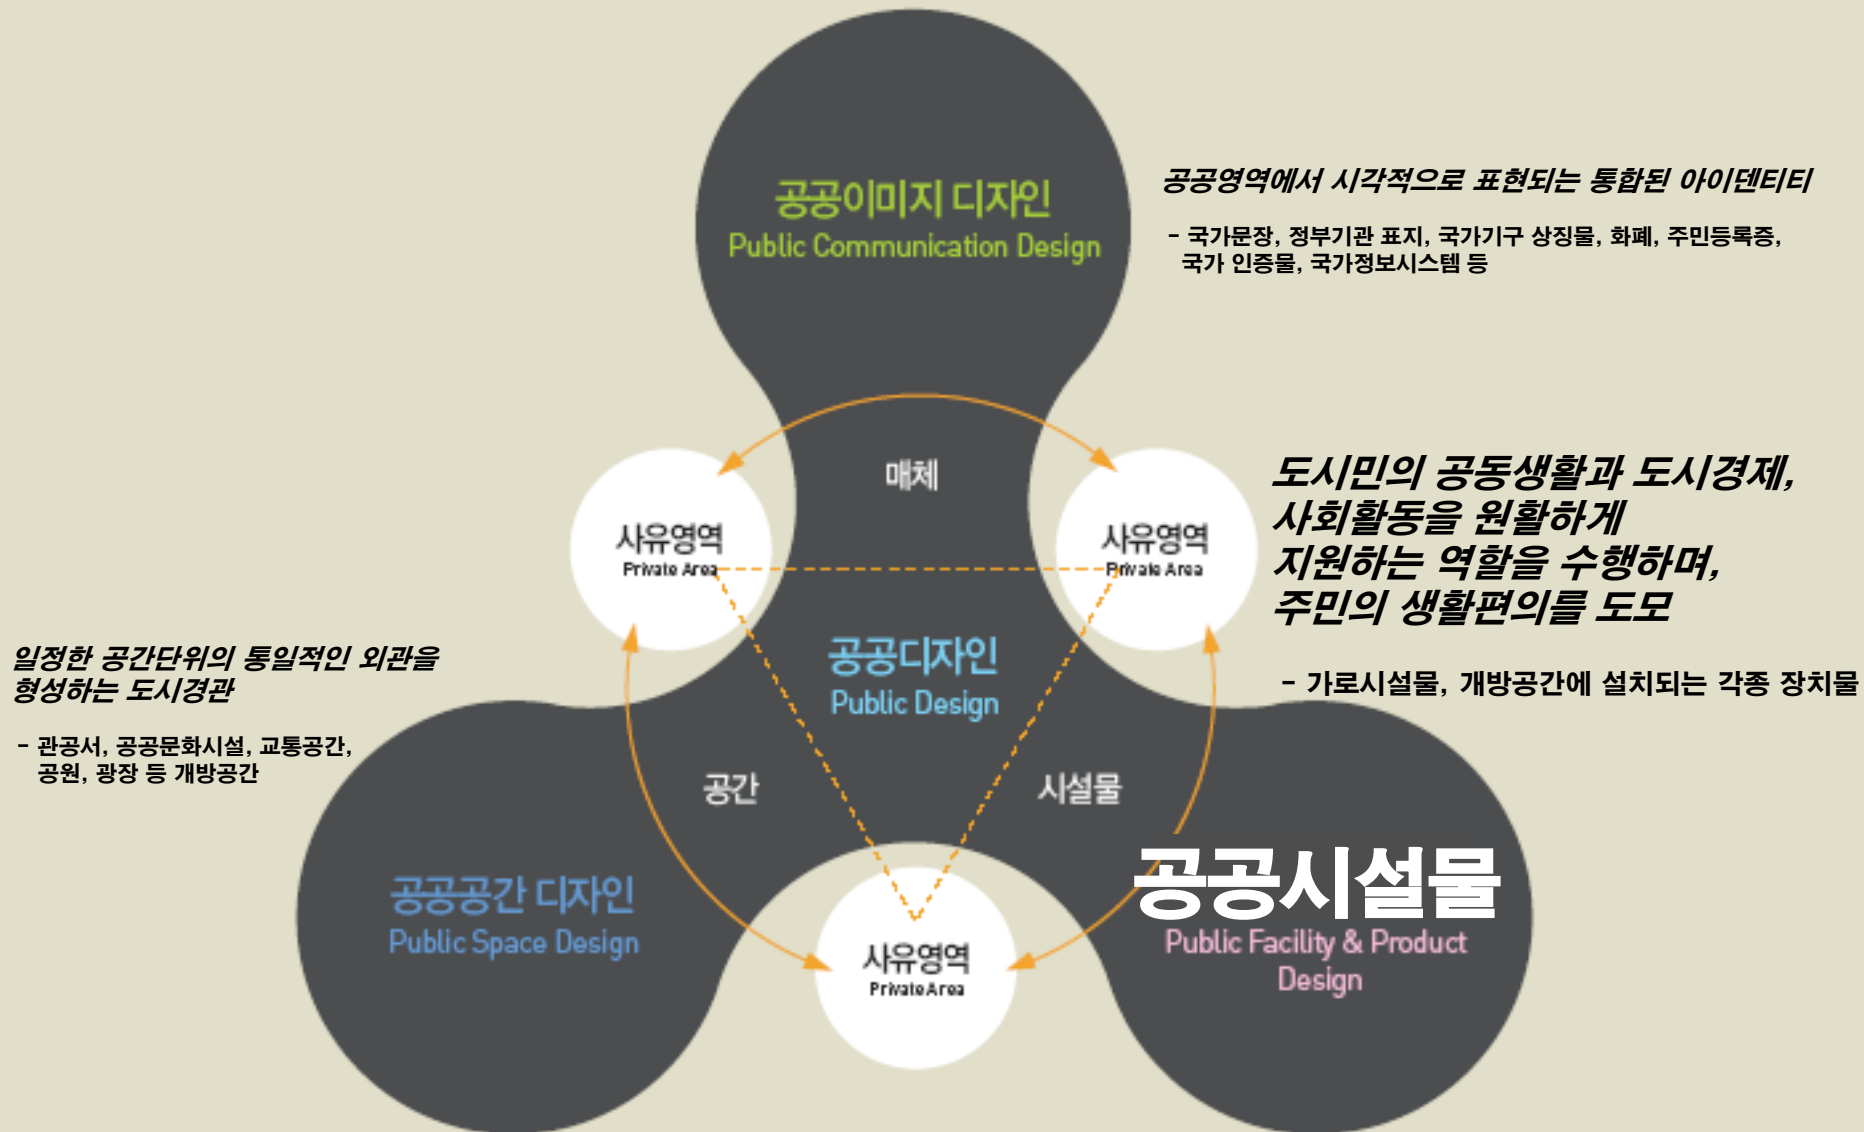 공공이미지 디자인
Public Communication Design
공공영역에서 시각적으로 표현되는 통합된 아이덴티티
- 국가문장, 정부기관 표지, 국가기구 상징물, 화폐, 주민등록증,
국가 인증물, 국가정보시스템 등
매체
사유영역
Private Area
사유영역
Private Area
도시민의 공동생활과 도시경제,
사회활동을 원활하게
지원하는 역할을 수행하며,
주민의 생활편의를 도모
- 가로시설물, 개방공간에 설치되는 각종 장치물
공공디자인
Public Design
일정한 공간단위의 통일적인 외관을
형성하는 도시경관
- 관공서, 공공문화시설, 교통공간,
공원, 광장 등 개방공간
공간
시설물
공공공간 디자인
Public Space Design
공공시설물
Public Facility & Product
Design
사유영역
Private Area